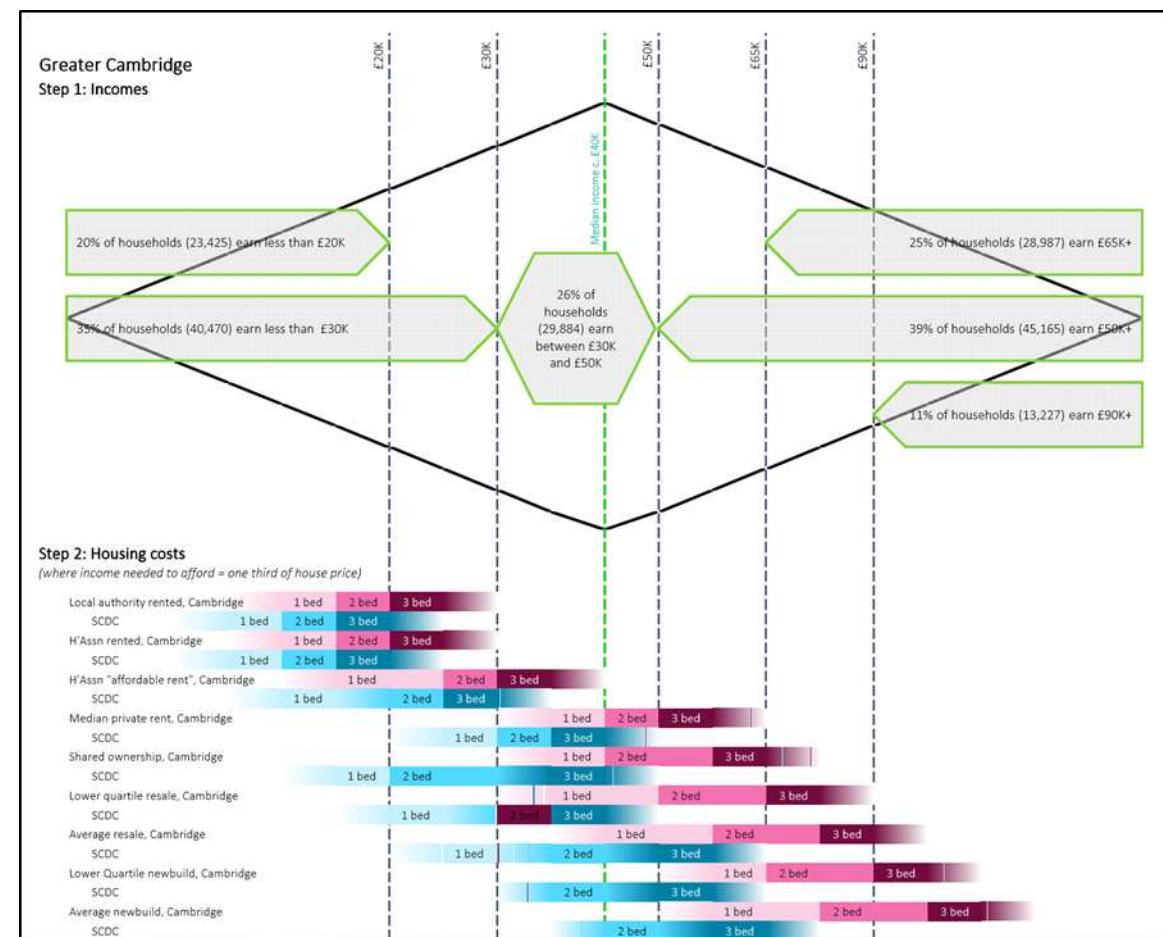 £20K
£30K
£50K
£65K
£90K
Greater Cambridge
Step 1: Incomes
Median income c. £40K
20% of households (23,425) earn less than £20K
25% of households (28,987) earn £65K+
26% of
households
(29,884) earn
between £30K
and £50K
35% of households (40,470) earn less than £30K
39% of households (45,165) earn £50K+
11% of households (13,227) earn £90K+
Step 2: Housing costs
(where income needed to afford = one third of house price)
Local authority rented, Cambridge 1 bed 2 bed 3 bed
SCDC 1 bed 2 bed 3 bed
H'Assn rented, Cambridge 1 bed 2 bed 3 bed
SCDC 1 bed 2 bed 3 bed
H'Assn "affordable rent", Cambridge 1 bed 2 bed 3 bed
SCDC 1 bed 2 bed 3 bed
Median private rent, Cambridge 1 bed 2 bed 3 bed
SCDC 1 bed 2 bed 3 bed
Shared ownership, Cambridge 1 bed 2 bed 3 bed
SCDC 1 bed 2 bed 3 bed
Lower quartile resale, Cambridge 1 bed 2 bed 3 bed
SCDC 1 bed 2 bed 3 bed
Average resale, Cambridge 1 bed 2 bed 3 bed
SCDC 1 bed 2 bed 3 bed
Lower Quartile newbuild, Cambridge 1 bed 2 bed 3 bed
SCDC 2 bed 3 bed
Average newbuild, Cambridge 1 bed 2 bed 3 bed
SCDC 2 bed 3 bed